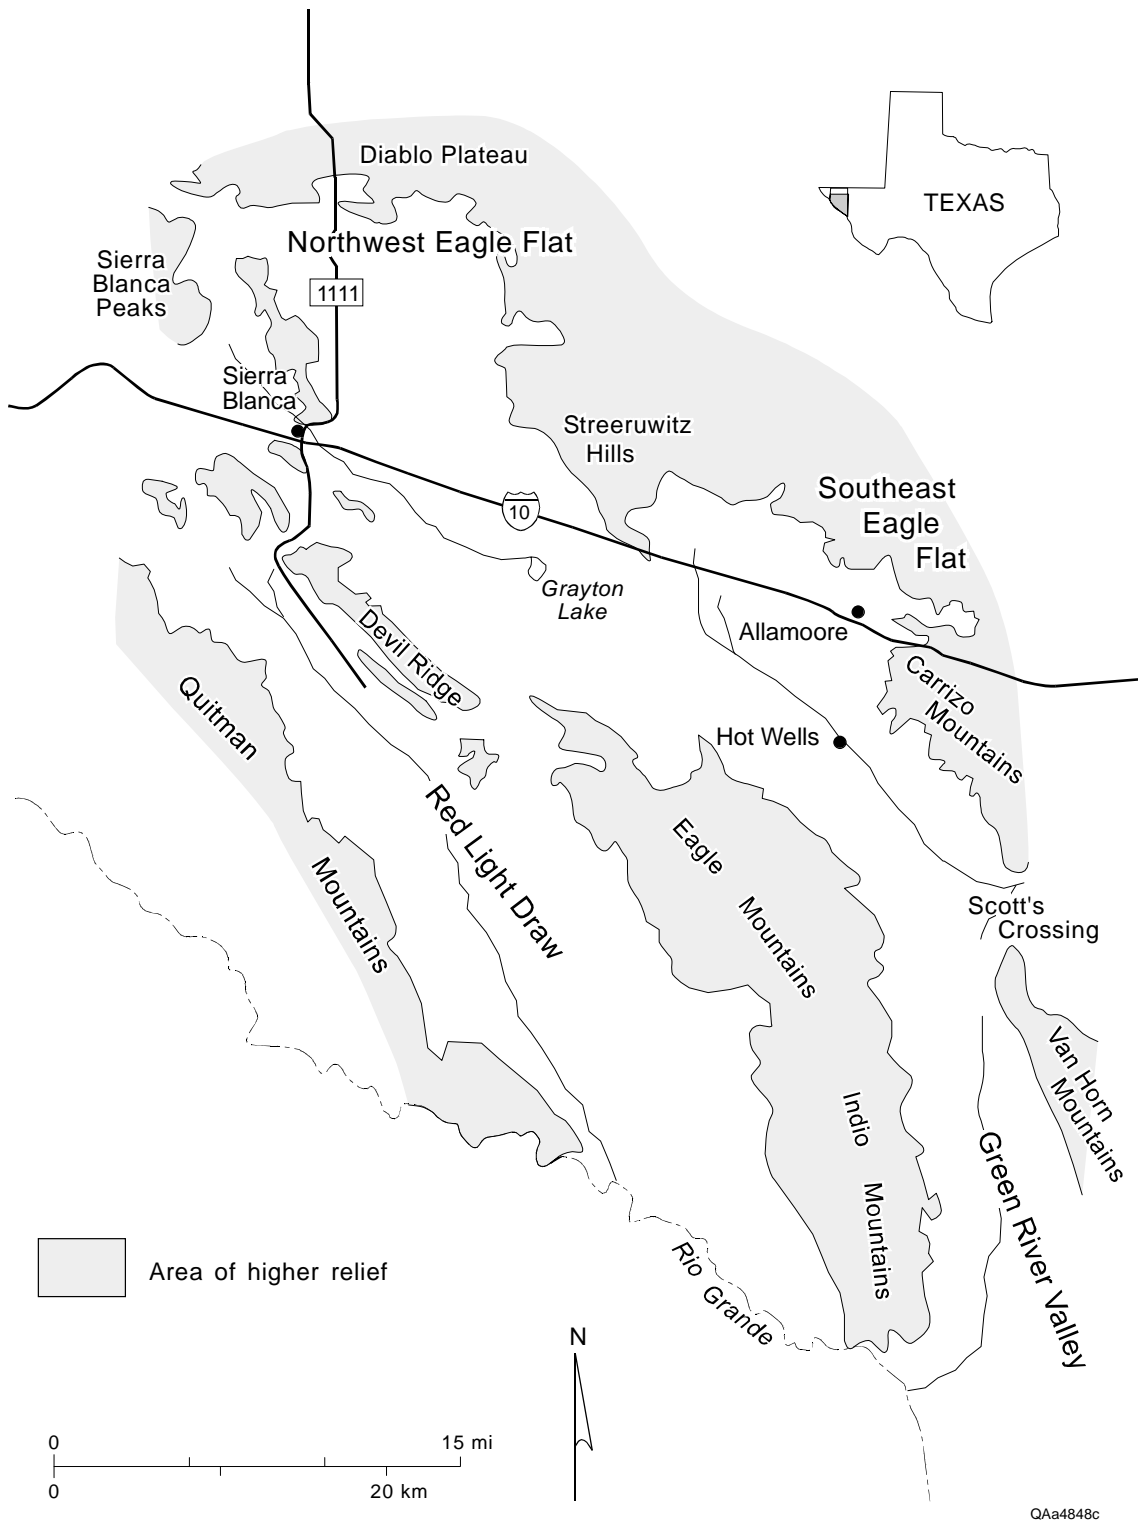 Diablo Plateau
TEXAS
Northwest Eagle Flat
Sierra
Blanca
Peaks
1111
Sierra
Blanca
Streeruwitz
Hills
Southeast
Eagle
Flat
10
Grayton
Lake
Allamoore
Devil Ridge
Carrizo
Mountains
Quitman
Mountains
Hot Wells
Red Light Draw
Eagle
Mountains
Scott's
Crossing
Van Horn
Mountains
Indio
Mountains
Green River Valley
Rio Grande
Area of higher relief
N
0
15 mi
0
20 km
QAa4848c